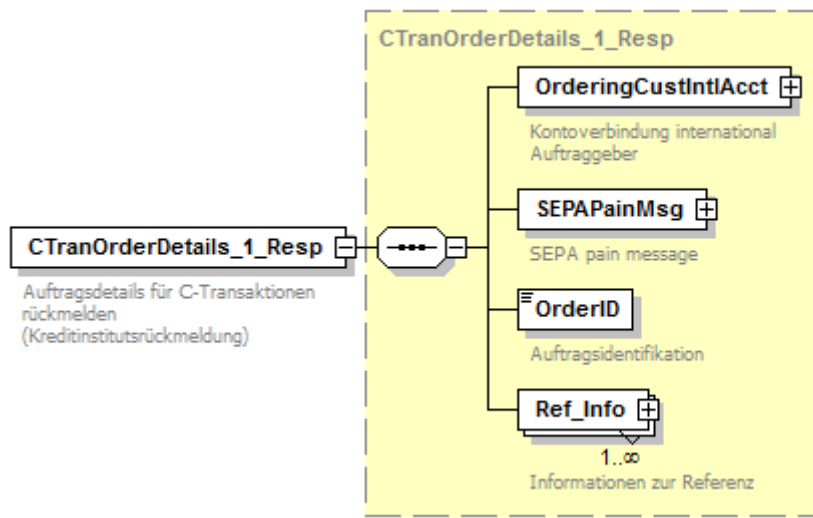 CTranOrderDetails_1_Resp
OrderingCustIntlAcct
Kontoverbindung international
Auftraggeber
SEPAPainMsg
SEPA pain message
CTranOrderDetails_1_Resp
Auftragsdetails für C-Transaktionen
rückmelden
(Kreditinstitutsrückmeldung)
OrderID
Auftragsidentifikation
Ref_Info
1..∞
Informationen zur Referenz